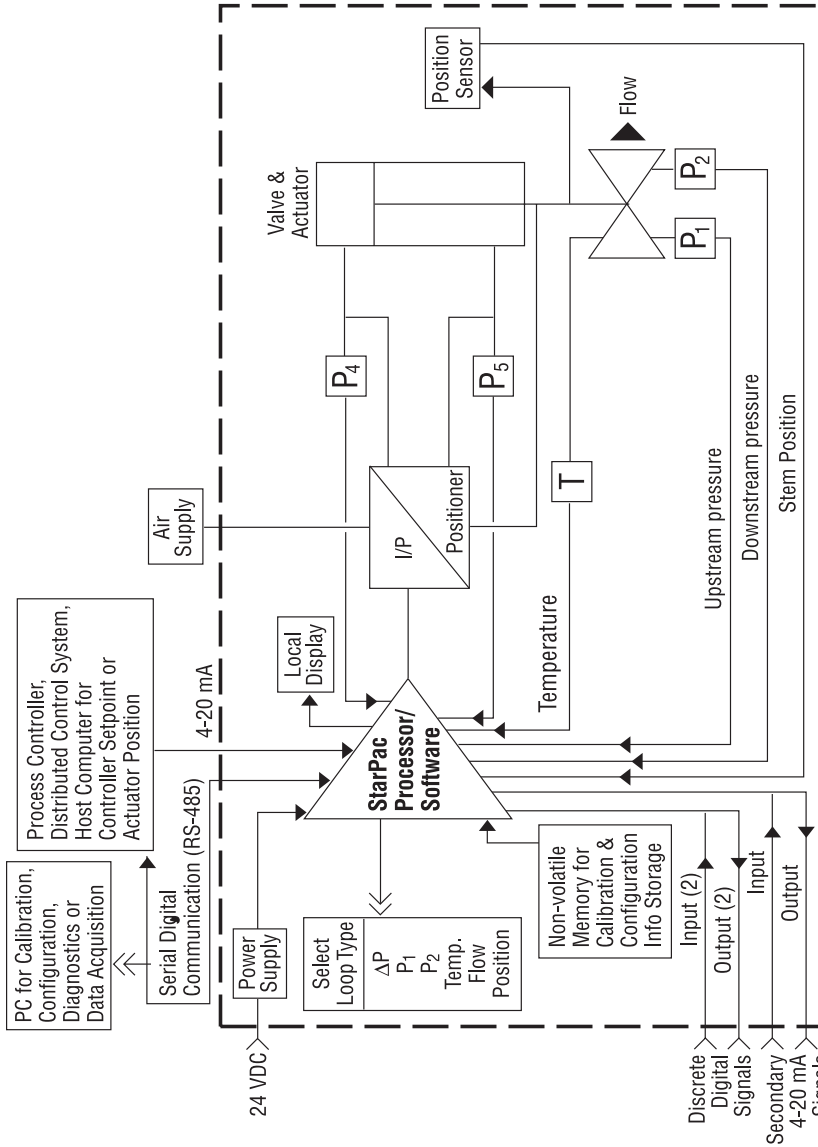 PC for Calibration,
Configuration,
Diagnostics or
Data Acquisition
Process Controller,
Distributed Control System,
Host Computer for
Controller Setpoint or
Actuator Position
Serial Digital
Communication (RS-485)
4-20 mA
Air
Supply
24 VDC
Power
Supply
Local
Display
Select
Loop Type
ΔP
P1
P2
Temp.
Flow
Position
StarPac
Processor/
Software
I/P
Positioner
P4
P5
Valve &
Actuator
Position
Sensor
Flow
P1
P2
T
Temperature
Upstream pressure
Downstream pressure
Stem Position
Non-volatile
Memory for
Calibration &
Configuration
Info Storage
Discrete
Digital
Signals
Input (2)
Output (2)
Secondary
4-20 mA
Signals
Input
Output